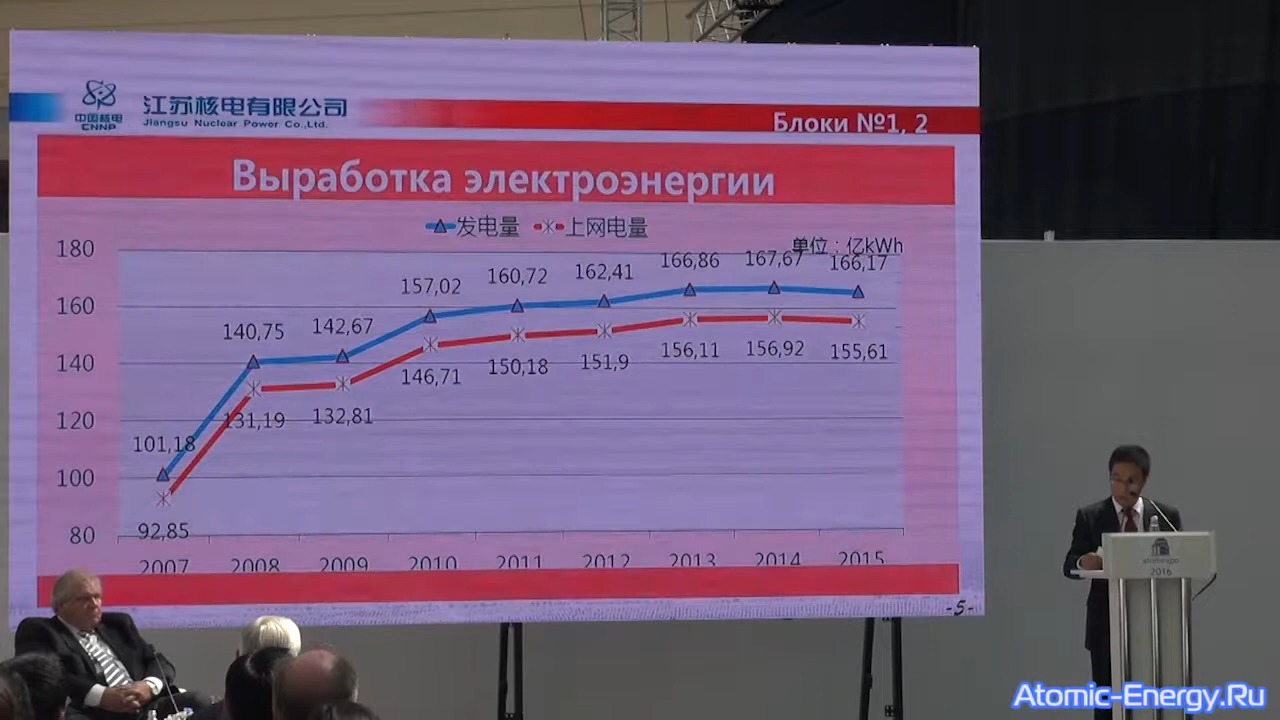 中国核电
CNNP
江苏核电有限公司
Jiangsu Nuclear Power Co.,Ltd.
Блоки №1, 2
Выработка электроэнергии
发电量 上网电量
单位：亿kWh
180
160
140
120
100
80
101,18 140,75 142,67 157,02 160,72 162,41 166,86 167,67 166,17
92,85 131,19 132,81 146,71 150,18 151,9 156,11 156,92 155,61
2007 2008 2009 2010 2011 2012 2013 2014 2015
-5-
atomexpo
2016
Atomic-Energy.Ru